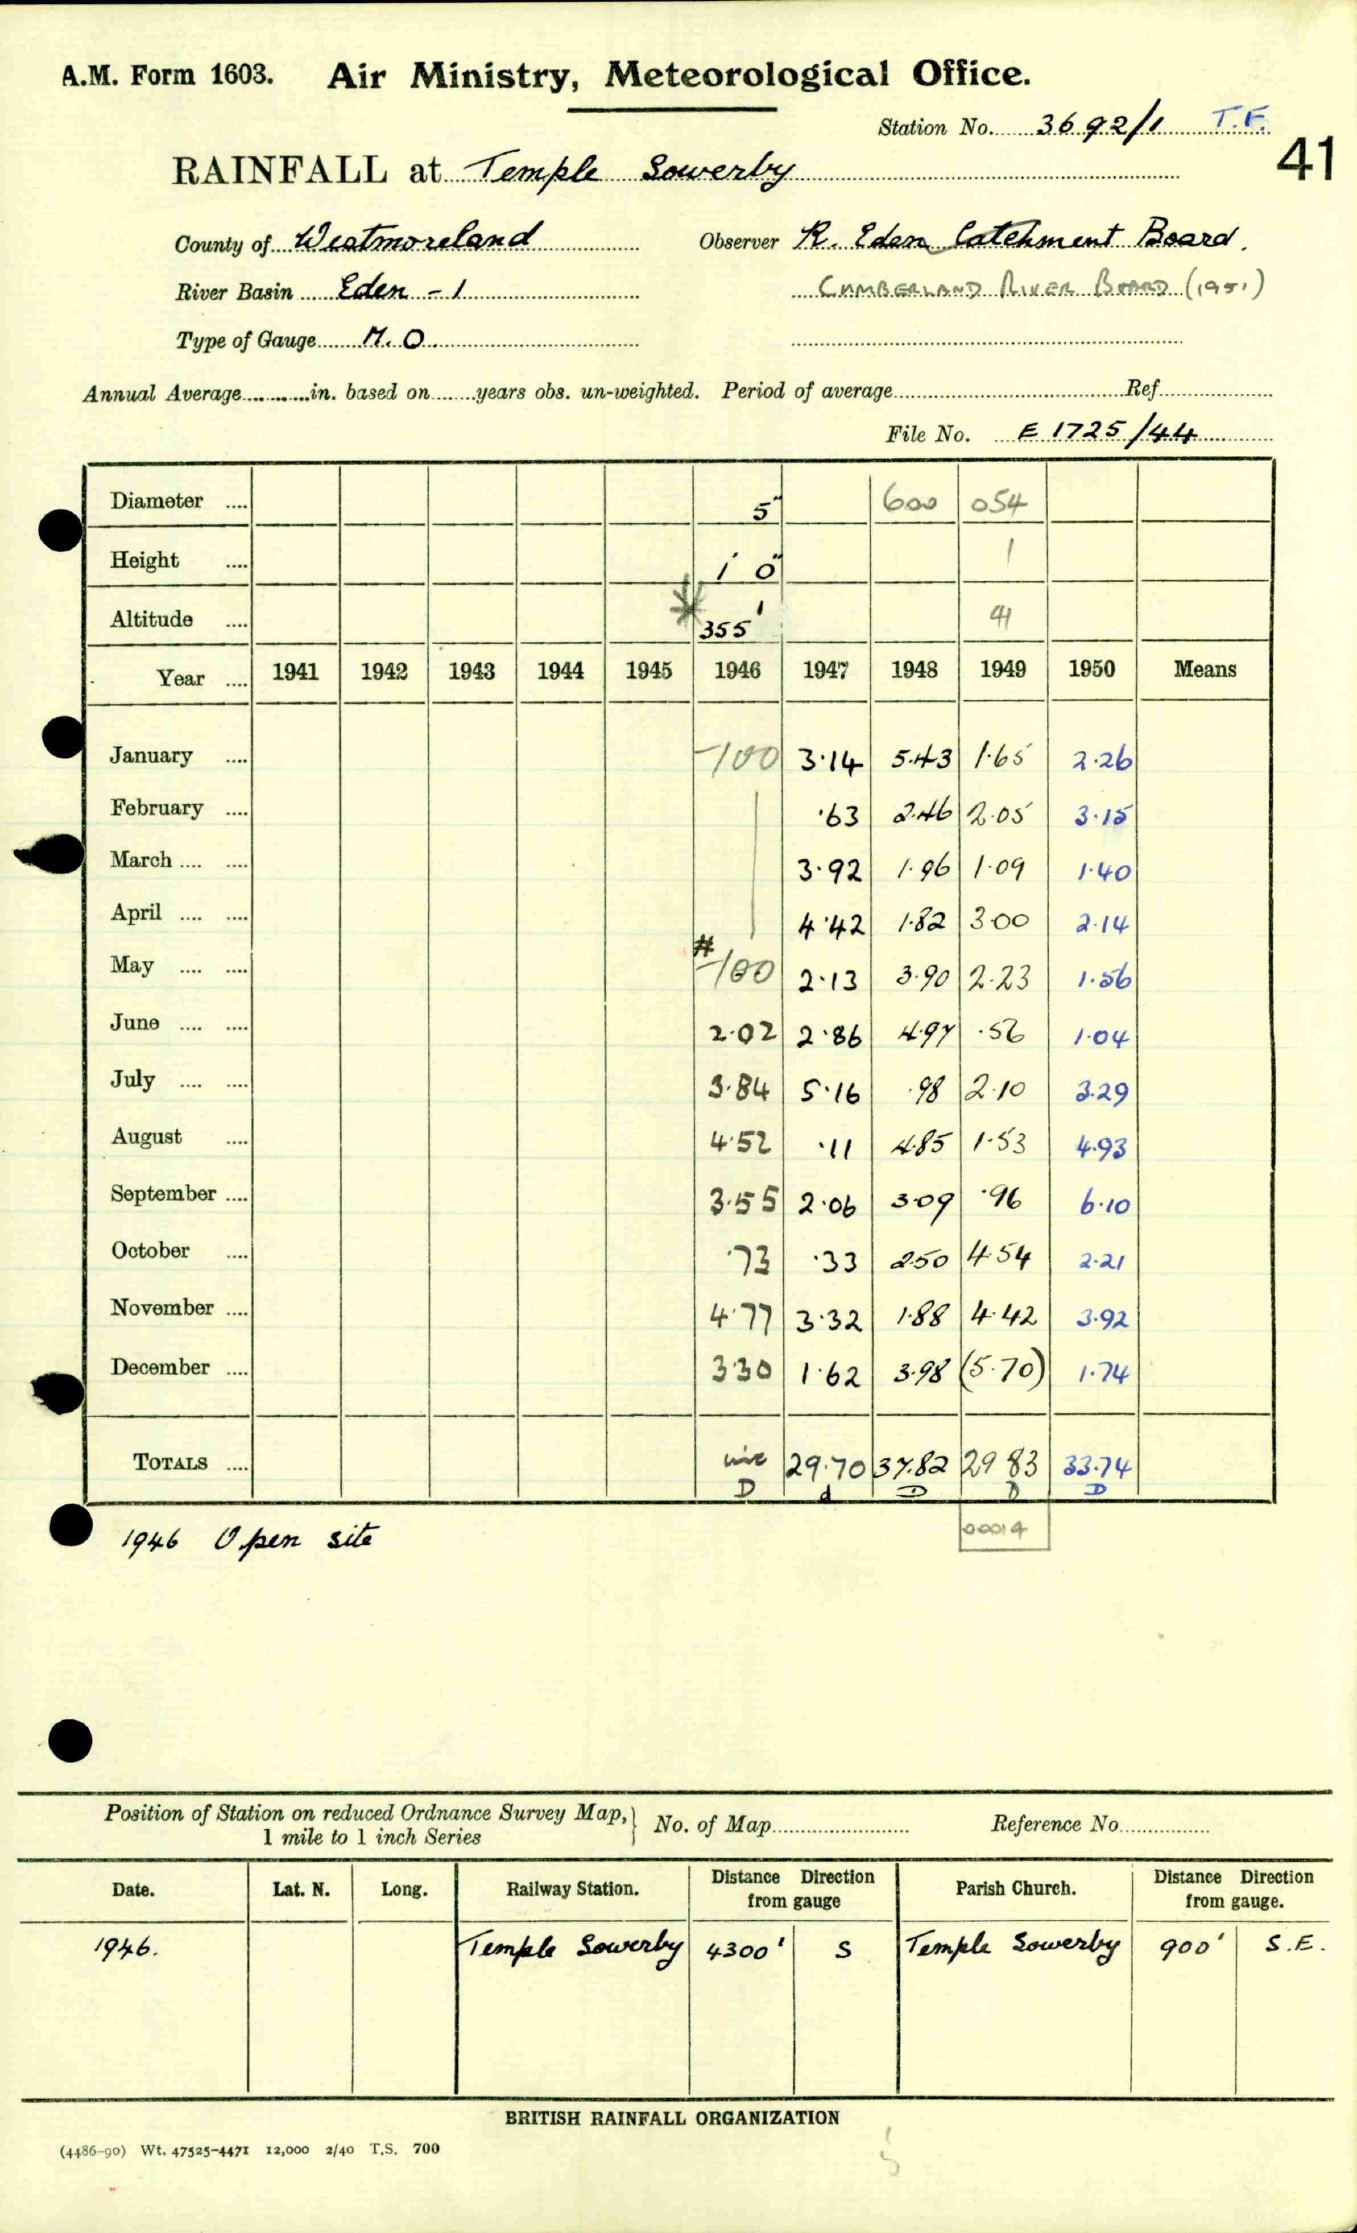 A.M. Form 1603. Air Ministry, Meteorological Office.
Station No. 3692/1 T.F.
41
RAINFALL at Temple Sowerby
County of Westmoreland Observer R. Eden Catchment Board.
River Basin Eden - 1 CUMBERLAND RIVER BOARD (1951)
Type of Gauge M.O.
Annual Average in. based on years obs. un-weighted. Period of average Ref
File No. E 1725/44
Diameter 5" 600 054
Height 1' 0" 1
Altitude 355' 41
Year 1941 1942 1943 1944 1945 1946 1947 1948 1949 1950 Means
January -100 3.14 5.43 1.65 2.26
February .63 2.46 2.05 3.15
March 3.92 1.96 1.09 1.40
April 4.42 1.82 3.00 2.14
May # -100 2.13 3.90 2.23 1.56
June 2.02 2.86 4.97 .56 1.04
July 3.84 5.16 .98 2.10 3.29
August 4.52 .11 4.85 1.53 4.93
September 3.55 2.06 3.09 .96 6.10
October .73 .33 2.50 4.54 2.21
November 4.77 3.32 1.88 4.42 3.92
December 3.30 1.62 3.98 (5.70) 1.74
TOTALS inc 29.70 37.82 29 83 33.74
D d D D D
1946 Open site 00014
Position of Station on reduced Ordnance Survey Map,
1 mile to 1 inch Series
No. of Map Reference No.
Date. Lat. N. Long. Railway Station. Distance Direction from gauge Parish Church. Distance Direction from gauge.
1946. Temple Sowerby 4300' S Temple Sowerby 900' S.E.
BRITISH RAINFALL ORGANIZATION
(4486-90) Wt. 47525-4471 12,000 2/40 T.S. 700